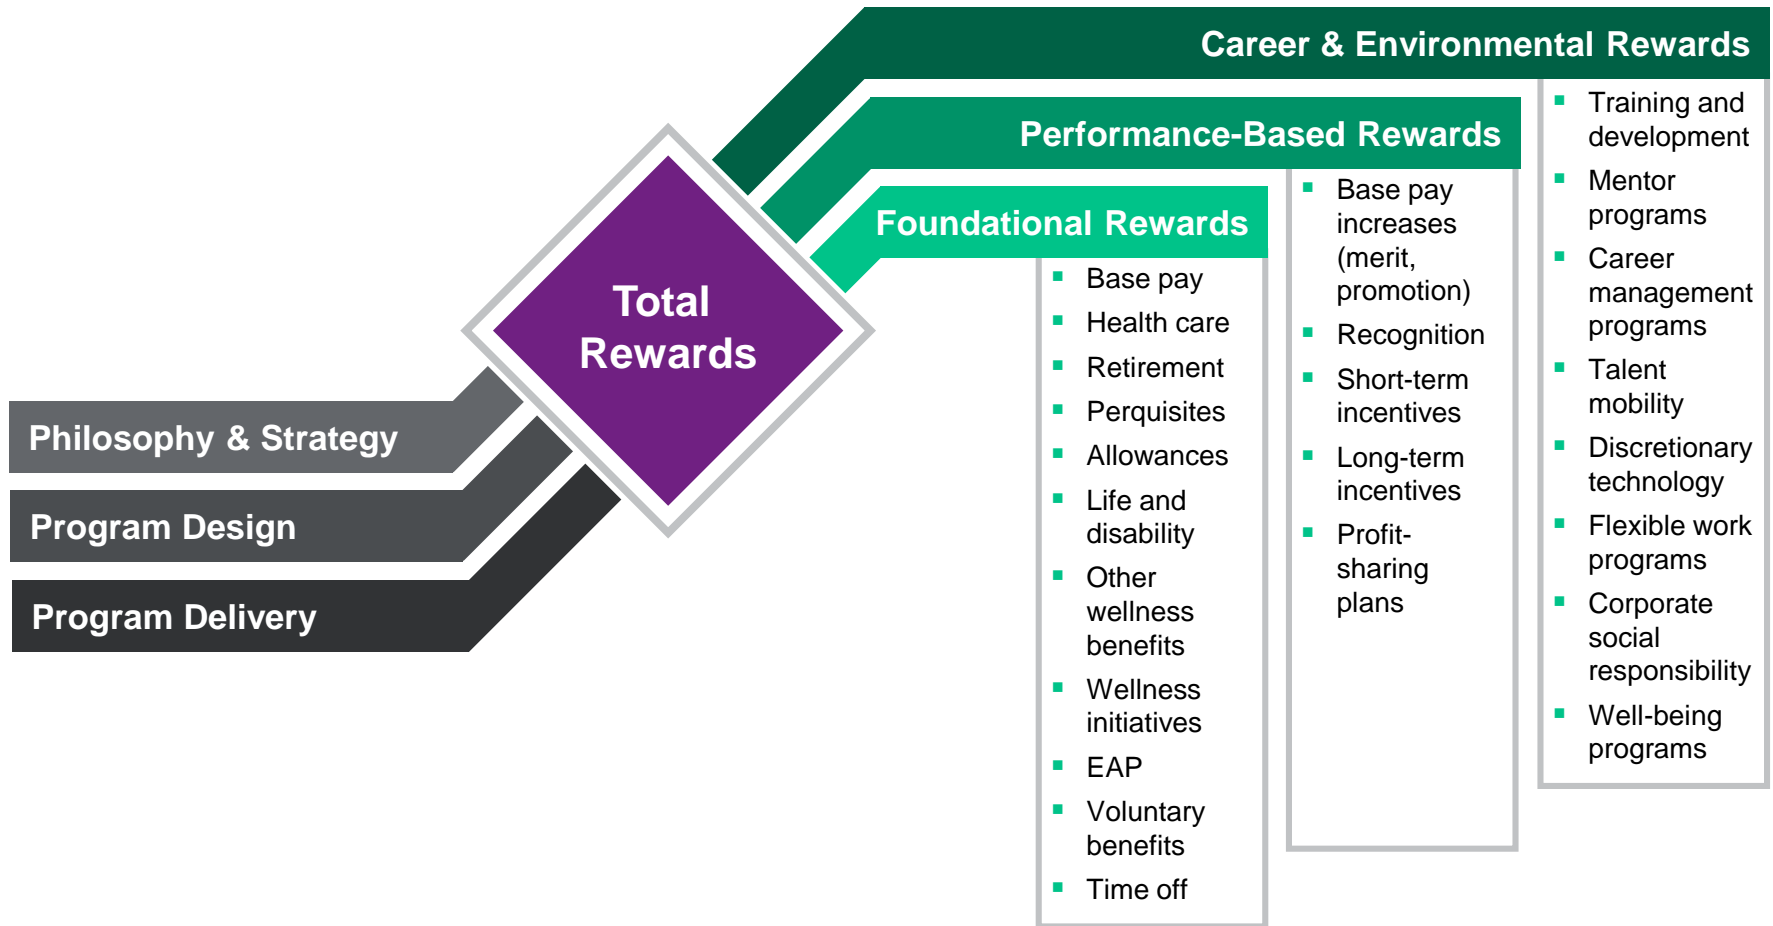 Career & Environmental Rewards
Performance-Based Rewards
Foundational Rewards
Total
Rewards
Philosophy & Strategy
Program Design
Program Delivery
Base pay
Health care
Retirement
Perquisites
Allowances
Life and
disability
Other
wellness
benefits
Wellness
initiatives
EAP
Voluntary
benefits
Time off
Base pay
increases
(merit,
promotion)
Recognition
Short-term
incentives
Long-term
incentives
Profit-
sharing
plans
Training and
development
Mentor
programs
Career
management
programs
Talent
mobility
Discretionary
technology
Flexible work
programs
Corporate
social
responsibility
Well-being
programs